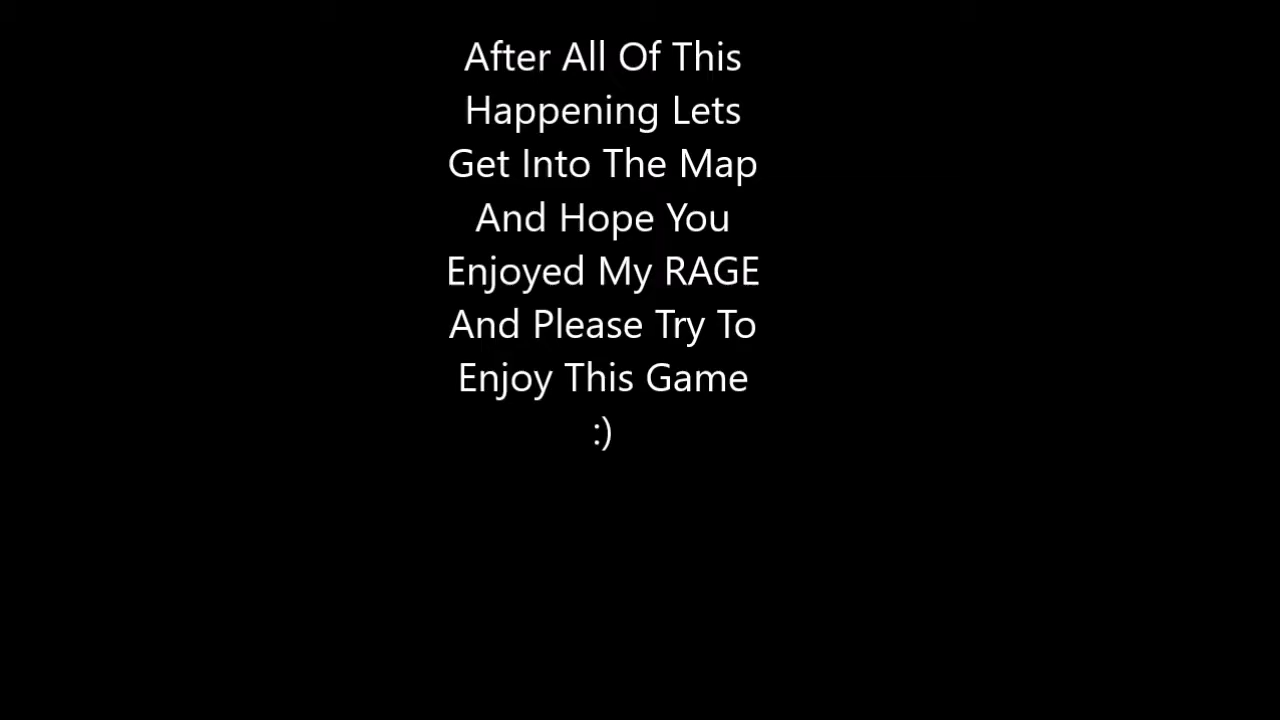 After All Of This
Happening Lets
Get Into The Map
And Hope You
Enjoyed My RAGE
And Please Try To
Enjoy This Game
:)